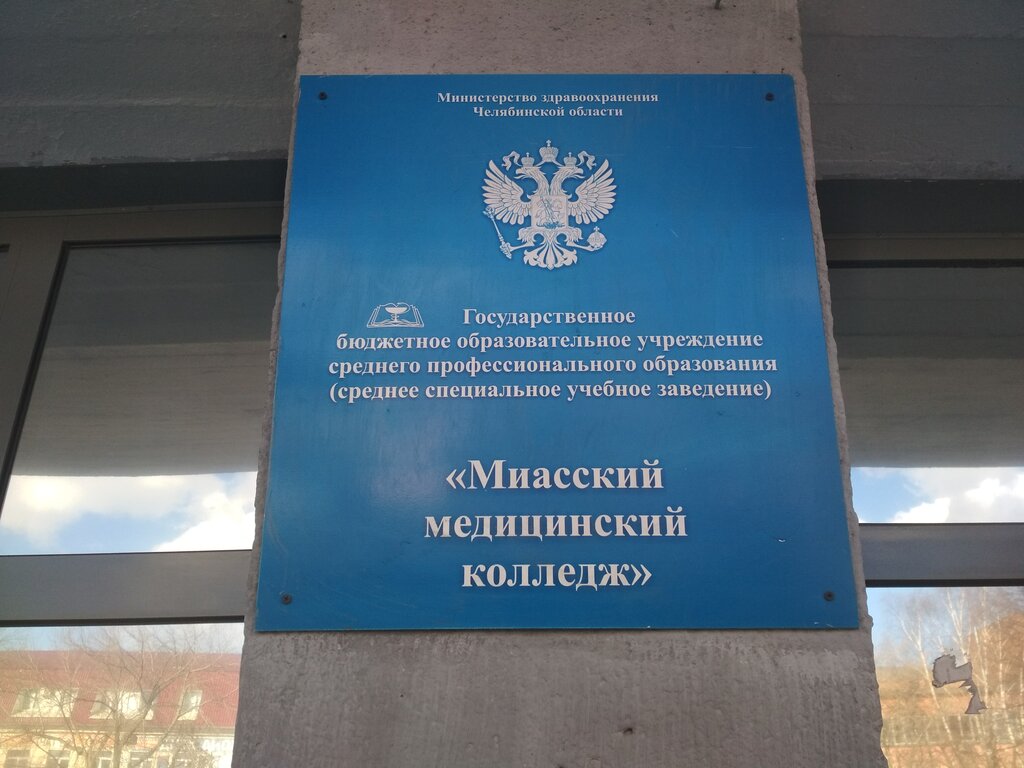 Министерство здравоохранения
Челябинской области
Государственное
бюджетное образовательное учреждение
среднего профессионального образования
(среднее специальное учебное заведение)
«Миасский
медицинский
колледж»